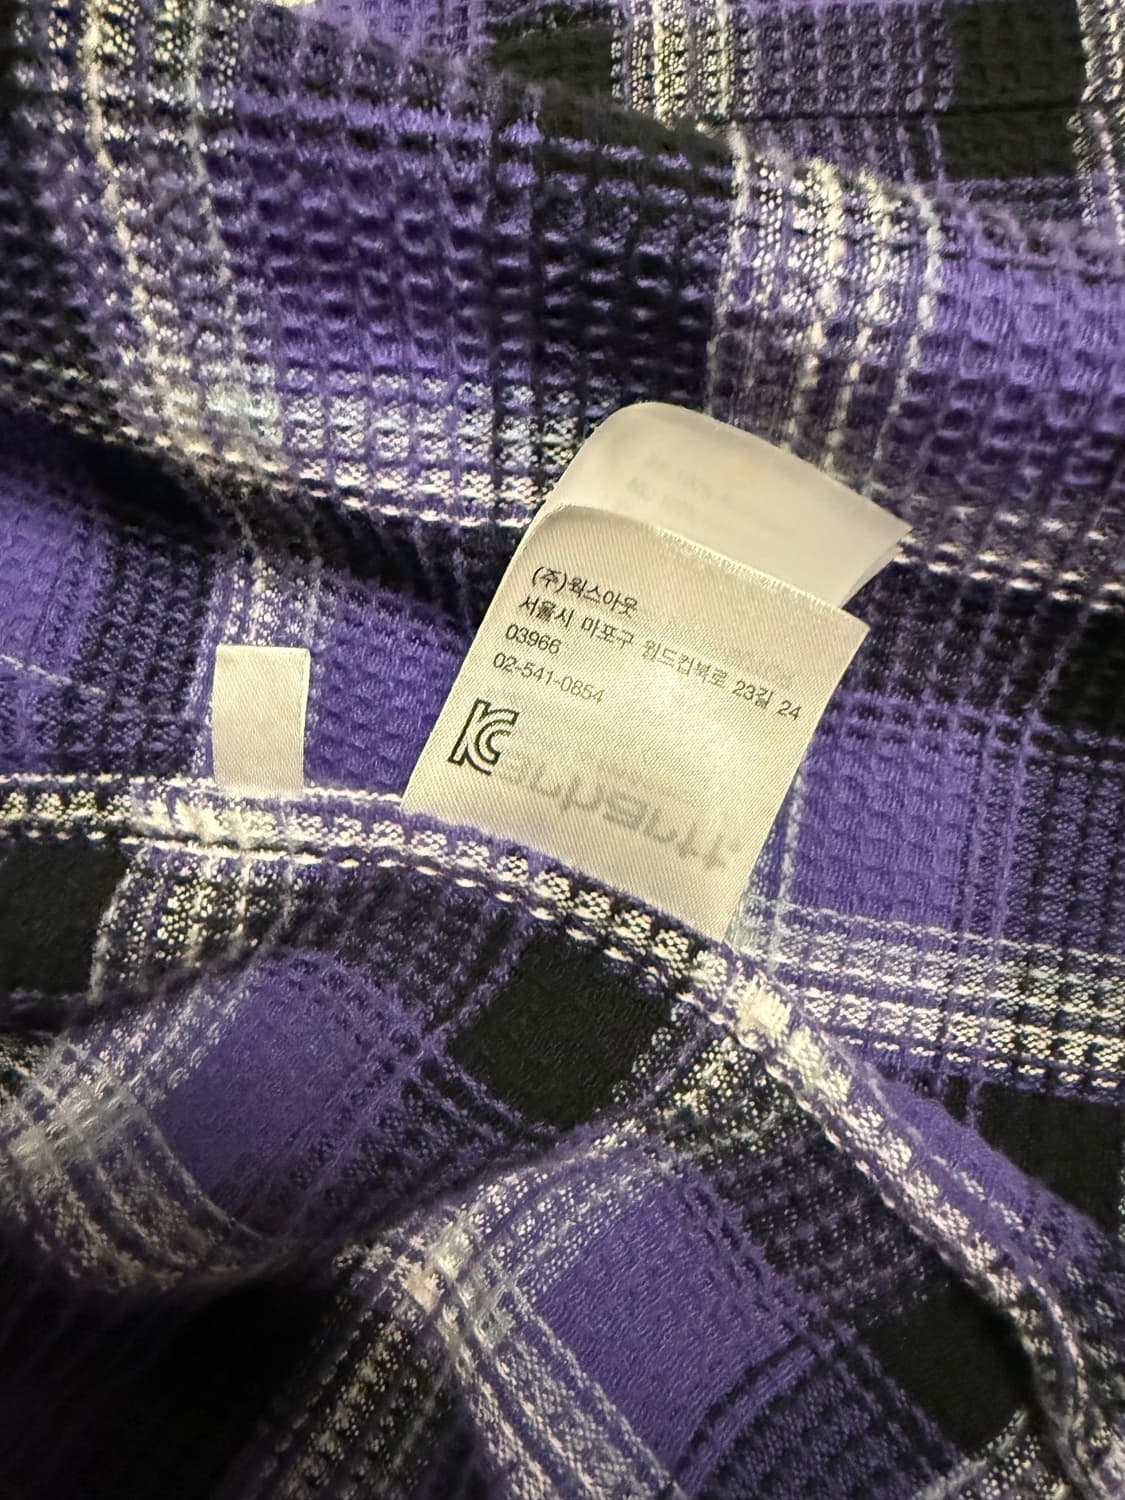 (주)웍스아웃
서울시 마포구 월드컵북로 23길 24
03966
02-541-0854